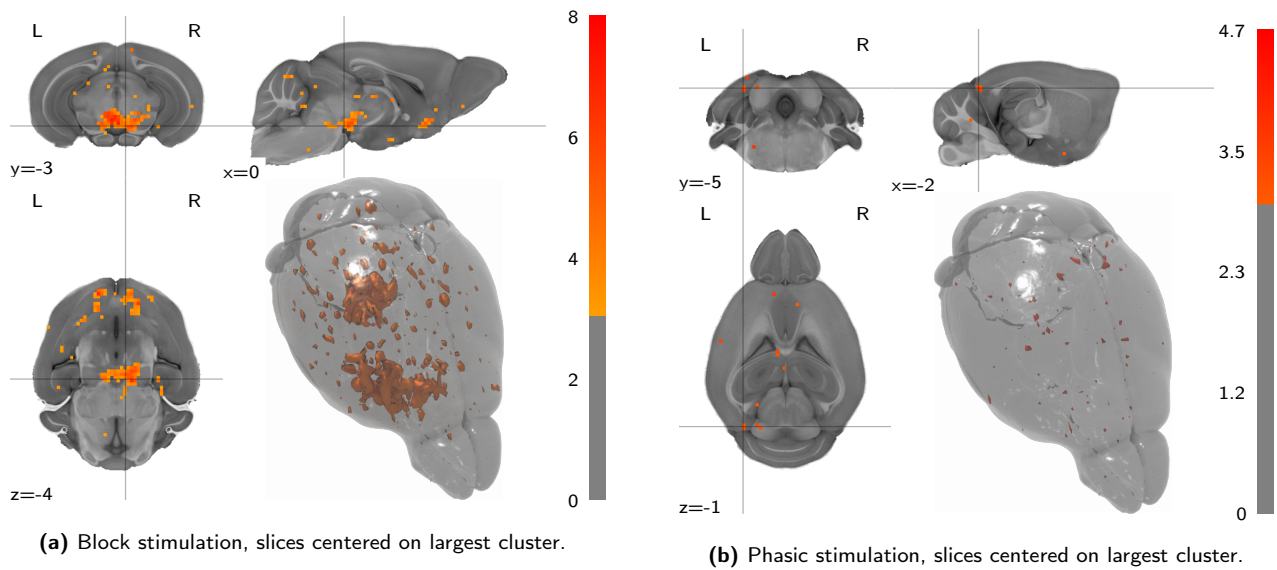 L
R
8
6
4
2
0
y=-3
x=0
L
R
z=-4
(a) Block stimulation, slices centered on largest cluster.
L
R
4.7
3.5
2.3
1.2
0
y=-5
x=-2
L
R
z=-1
(b) Phasic stimulation, slices centered on largest cluster.